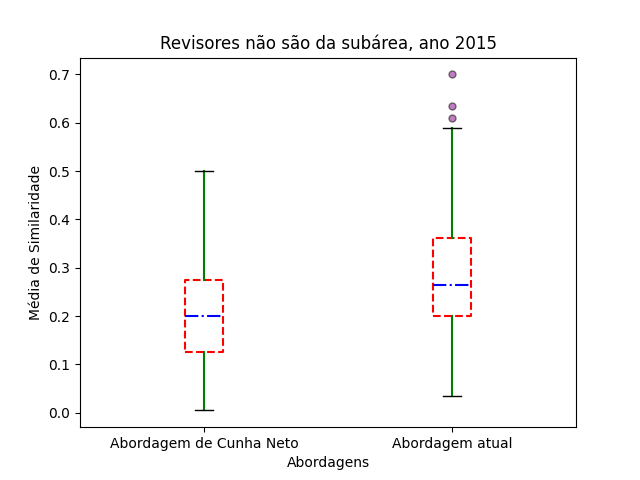 Revisores não são da subárea, ano 2015
Média de Similaridade
0.7
0.6
0.5
0.4
0.3
0.2
0.1
0.0
Abordagem de Cunha Neto
Abordagem atual
Abordagens